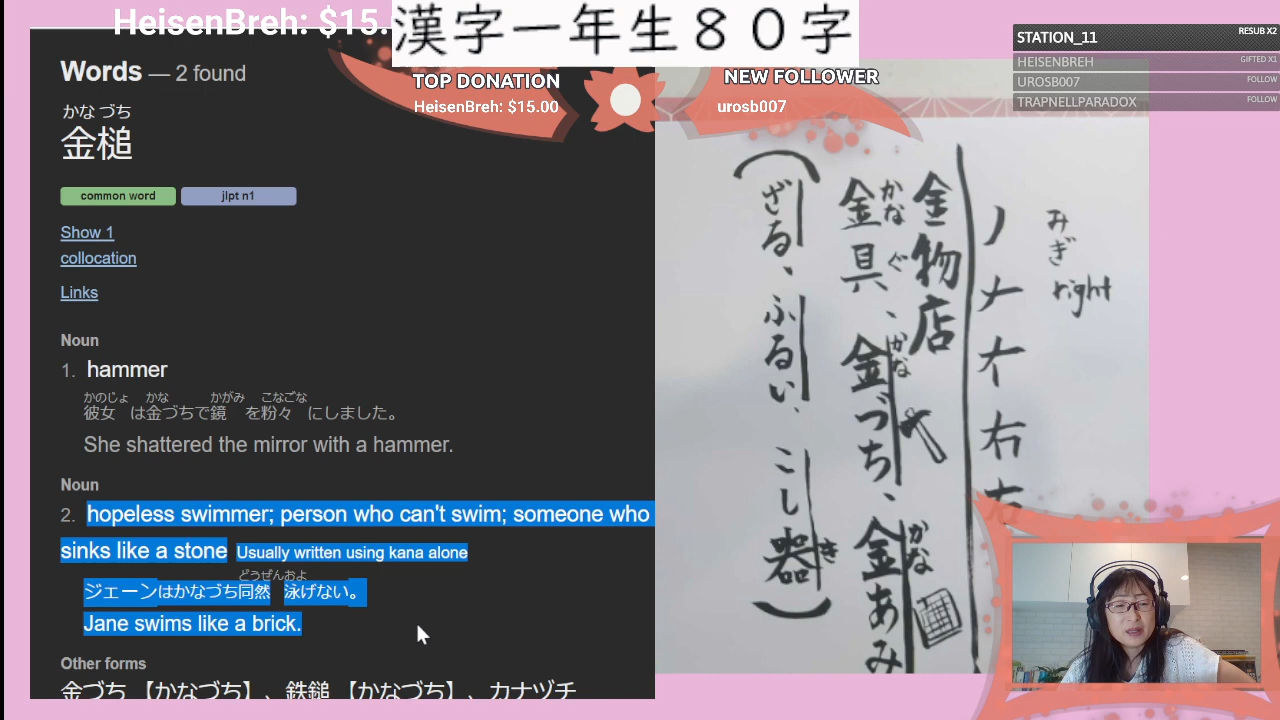 HeisenBreh: $15.
漢字一年生８０字
Words — 2 found
かな づち
金槌
common word
jlpt n1
Show 1
collocation
Links
Noun
1. hammer
かのじょ かな かがみ こなごな
彼女 は金づちで鏡 を粉々 にしました。
She shattered the mirror with a hammer.
Noun
2. hopeless swimmer; person who can't swim; someone who
sinks like a stone Usually written using kana alone
どうぜんおよ
ジェーンはかなづち同然 泳げない。
Jane swims like a brick.
Other forms
金づち 【かなづち】、鉄鎚 【かなづち】、カナヅチ
TOP DONATION
HeisenBreh: $15.00
NEW FOLLOWER
urosb007
STATION_11 RESUB X2
HEISENBREH GIFTED X1
UROSB007 FOLLOW
TRAPNELLPARADOX FOLLOW
みぎ
right
ノナオ右右
金物店
かな ぐ かな かな
金具、金づち、金あみ
(ざる、ふるい、こし器)
き